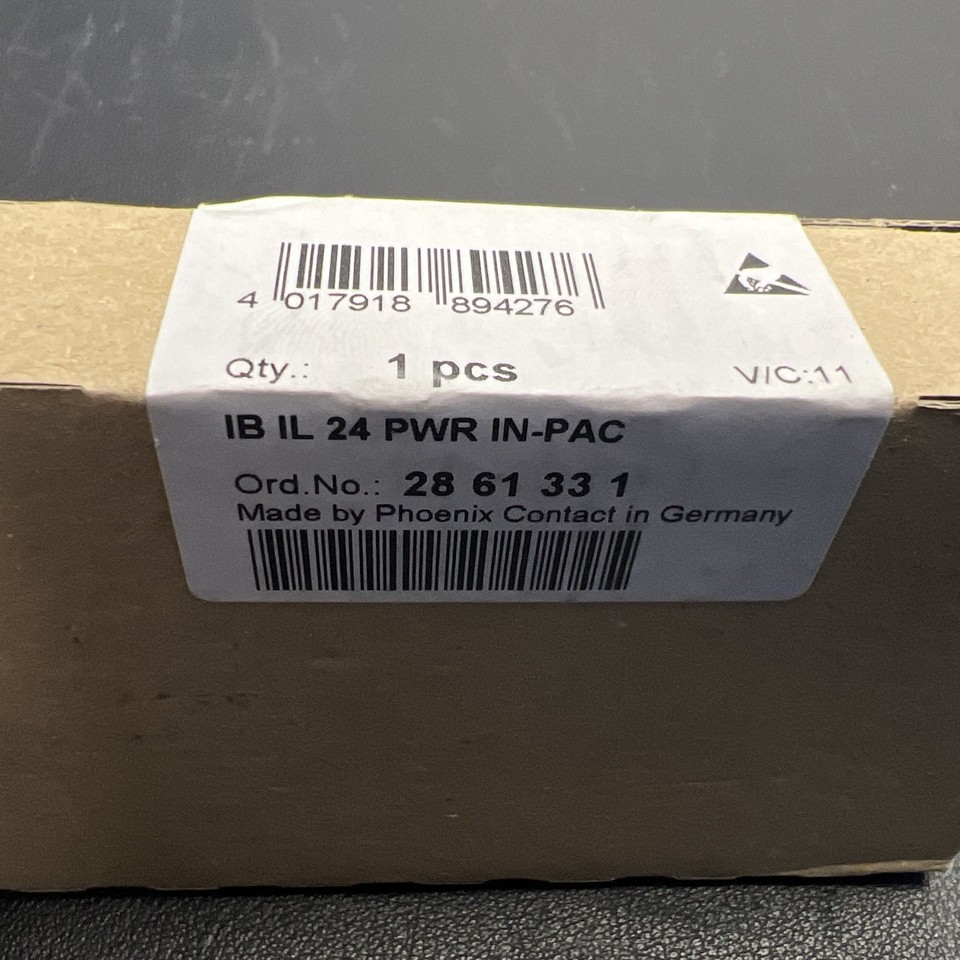 4 017918 894276
Qty.: 1 pcs V/C:11
IB IL 24 PWR IN-PAC
Ord.No.: 28 61 33 1
Made by Phoenix Contact in Germany